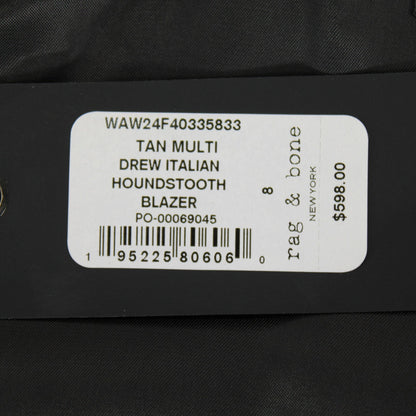 WAW24F40335833
TAN MULTI
DREW ITALIAN
HOUNDSTOOTH
BLAZER
PO-00069045
1 95225 80606 0
8
rag & bone
NEW YORK
$598.00